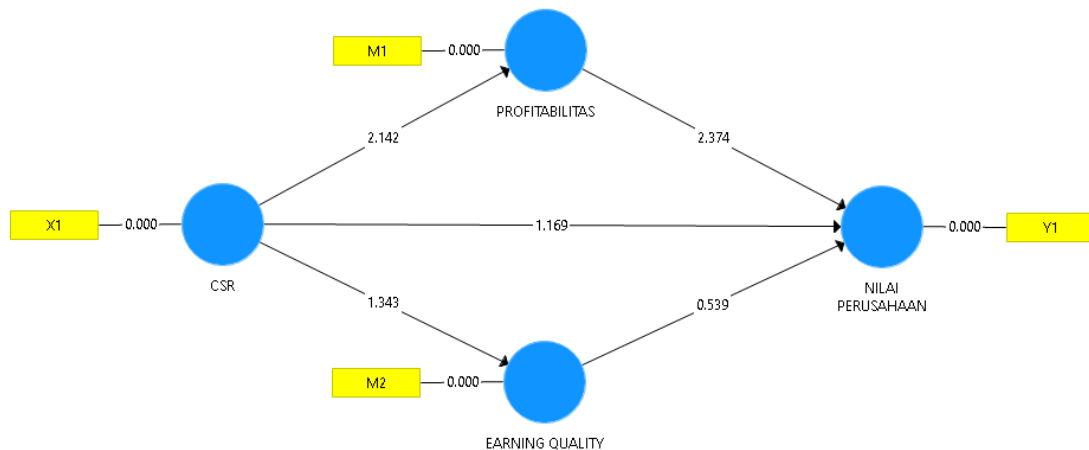 M1
0.000
PROFITABILITAS
2.142
2.374
X1
0.000
1.169
0.000
Y1
CSR
NILAI
PERUSAHAAN
1.343
0.539
M2
0.000
EARNING QUALITY